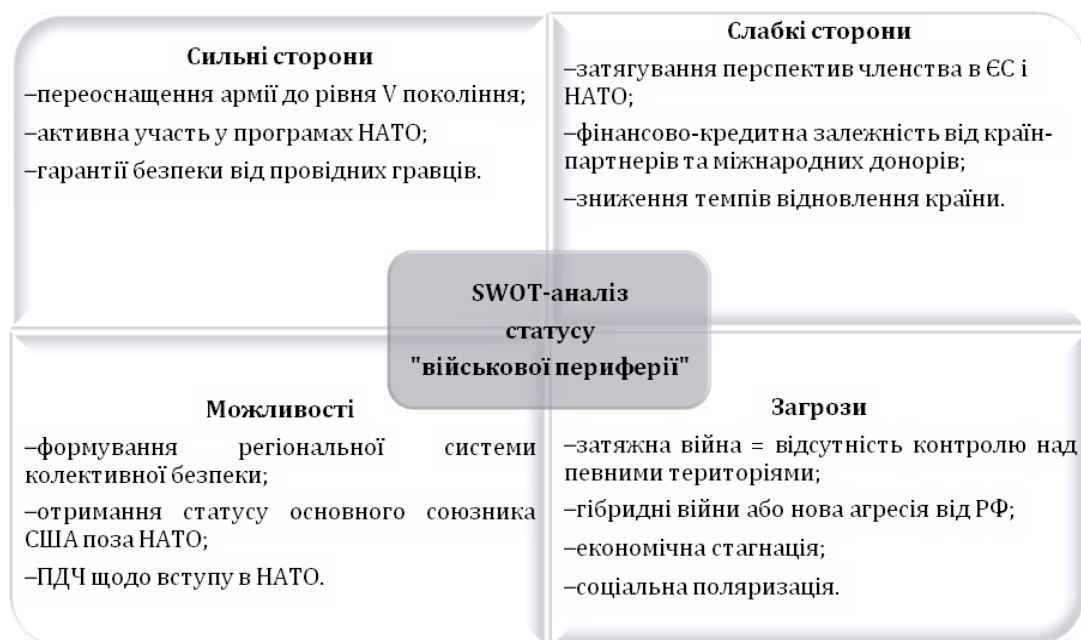 Сильні сторони
–переоснащення армії до рівня V покоління;
–активна участь у програмах НАТО;
–гарантії безпеки від провідних гравців.
Слабкі сторони
–затягування перспектив членства в ЄС і
НАТО;
–фінансово-кредитна залежність від країн-
партнерів та міжнародних донорів;
–зниження темпів відновлення країни.
SWOT-аналіз
статусу
"військової периферії"
Можливості
–формування регіональної системи
колективної безпеки;
–отримання статусу основного союзника
США поза НАТО;
–ПДЧ щодо вступу в НАТО.
Загрози
–затяжна війна = відсутність контролю над
певними територіями;
–гібридні війни або нова агресія від РФ;
–економічна стагнація;
–соціальна поляризація.